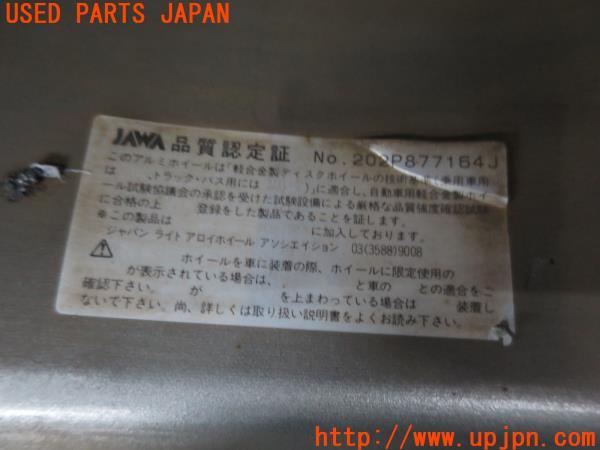 USED PARTS JAPAN
JAWA 品質認定証 No.202P877164J
このアルミホイールは「軽合金製ディスクホイールの技術基準(乗用車用
は 、トラック・バス用には )」に適合し、自動車用軽合金製ホイ
ール試験協議会の承認を受けた試験設備による厳格な品質強度確認試験
に合格の上 登録をした製品であることを証します。
※この製品は に加入しております。
ジャパン ライト アロイホイール アソシエイション 03(3588)9008
ホイールを車に装着の際、ホイールに限定使用の
が表示されている場合は、 と車の との適合をご
確認下さい。 が を上まわっている場合は 装着し
ないで下さい。尚、詳しくは取り扱い説明書をよくお読み下さい。
http://www.upjpn.com/